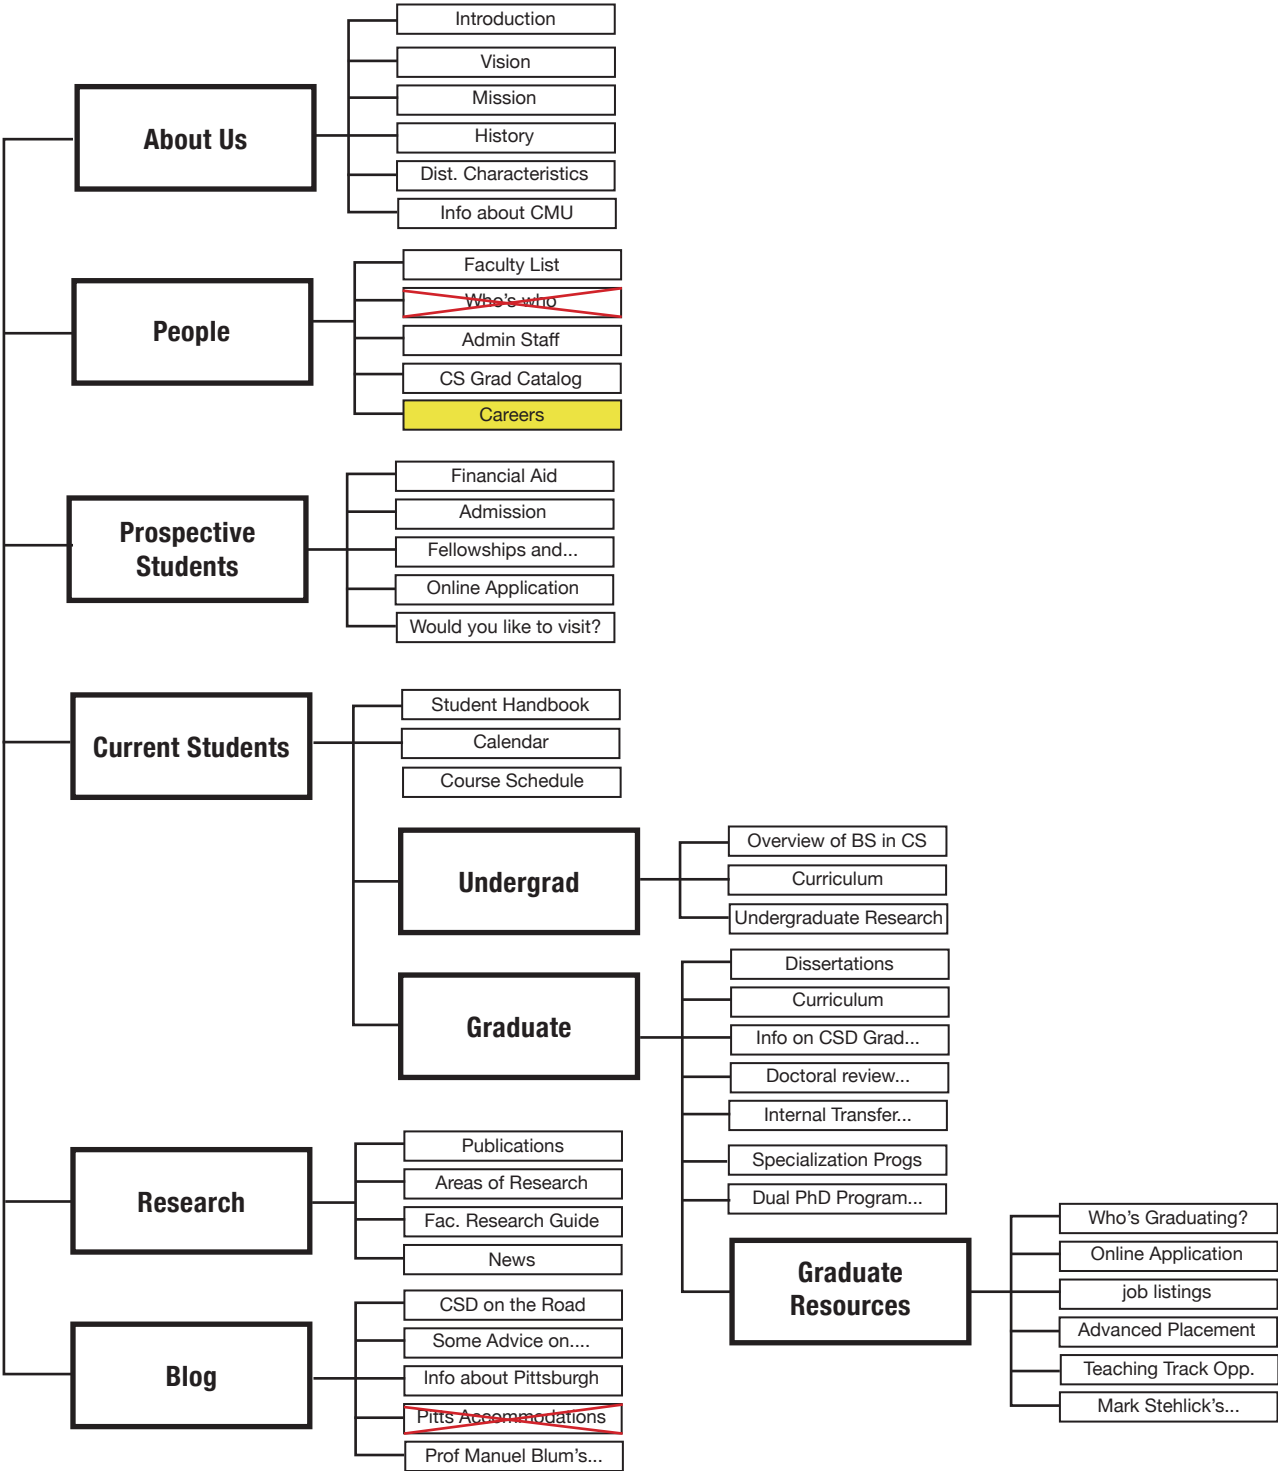 About Us
Introduction
Vision
Mission
History
Dist. Characteristics
Info about CMU
People
Faculty List
Who's who
Admin Staff
CS Grad Catalog
Careers
Prospective
Students
Financial Aid
Admission
Fellowships and...
Online Application
Would you like to visit?
Current Students
Student Handbook
Calendar
Course Schedule
Undergrad
Overview of BS in CS
Curriculum
Undergraduate Research
Graduate
Dissertations
Curriculum
Info on CSD Grad...
Doctoral review...
Internal Transfer...
Specialization Progs
Dual PhD Program...
Graduate
Resources
Who's Graduating?
Online Application
job listings
Advanced Placement
Teaching Track Opp.
Mark Stehlick's...
Research
Publications
Areas of Research
Fac. Research Guide
News
Blog
CSD on the Road
Some Advice on....
Info about Pittsburgh
Pitts Accommodations
Prof Manuel Blum's...